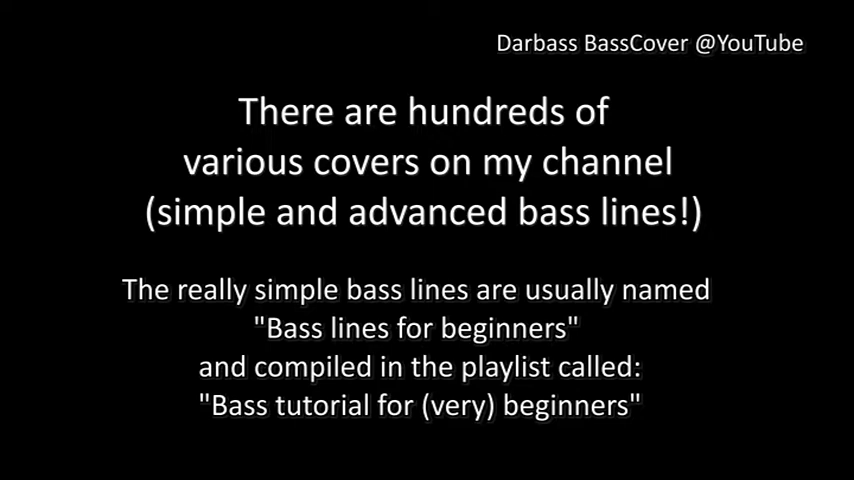 Darbass BassCover @YouTube
There are hundreds of
various covers on my channel
(simple and advanced bass lines!)
The really simple bass lines are usually named
"Bass lines for beginners"
and compiled in the playlist called:
"Bass tutorial for (very) beginners"